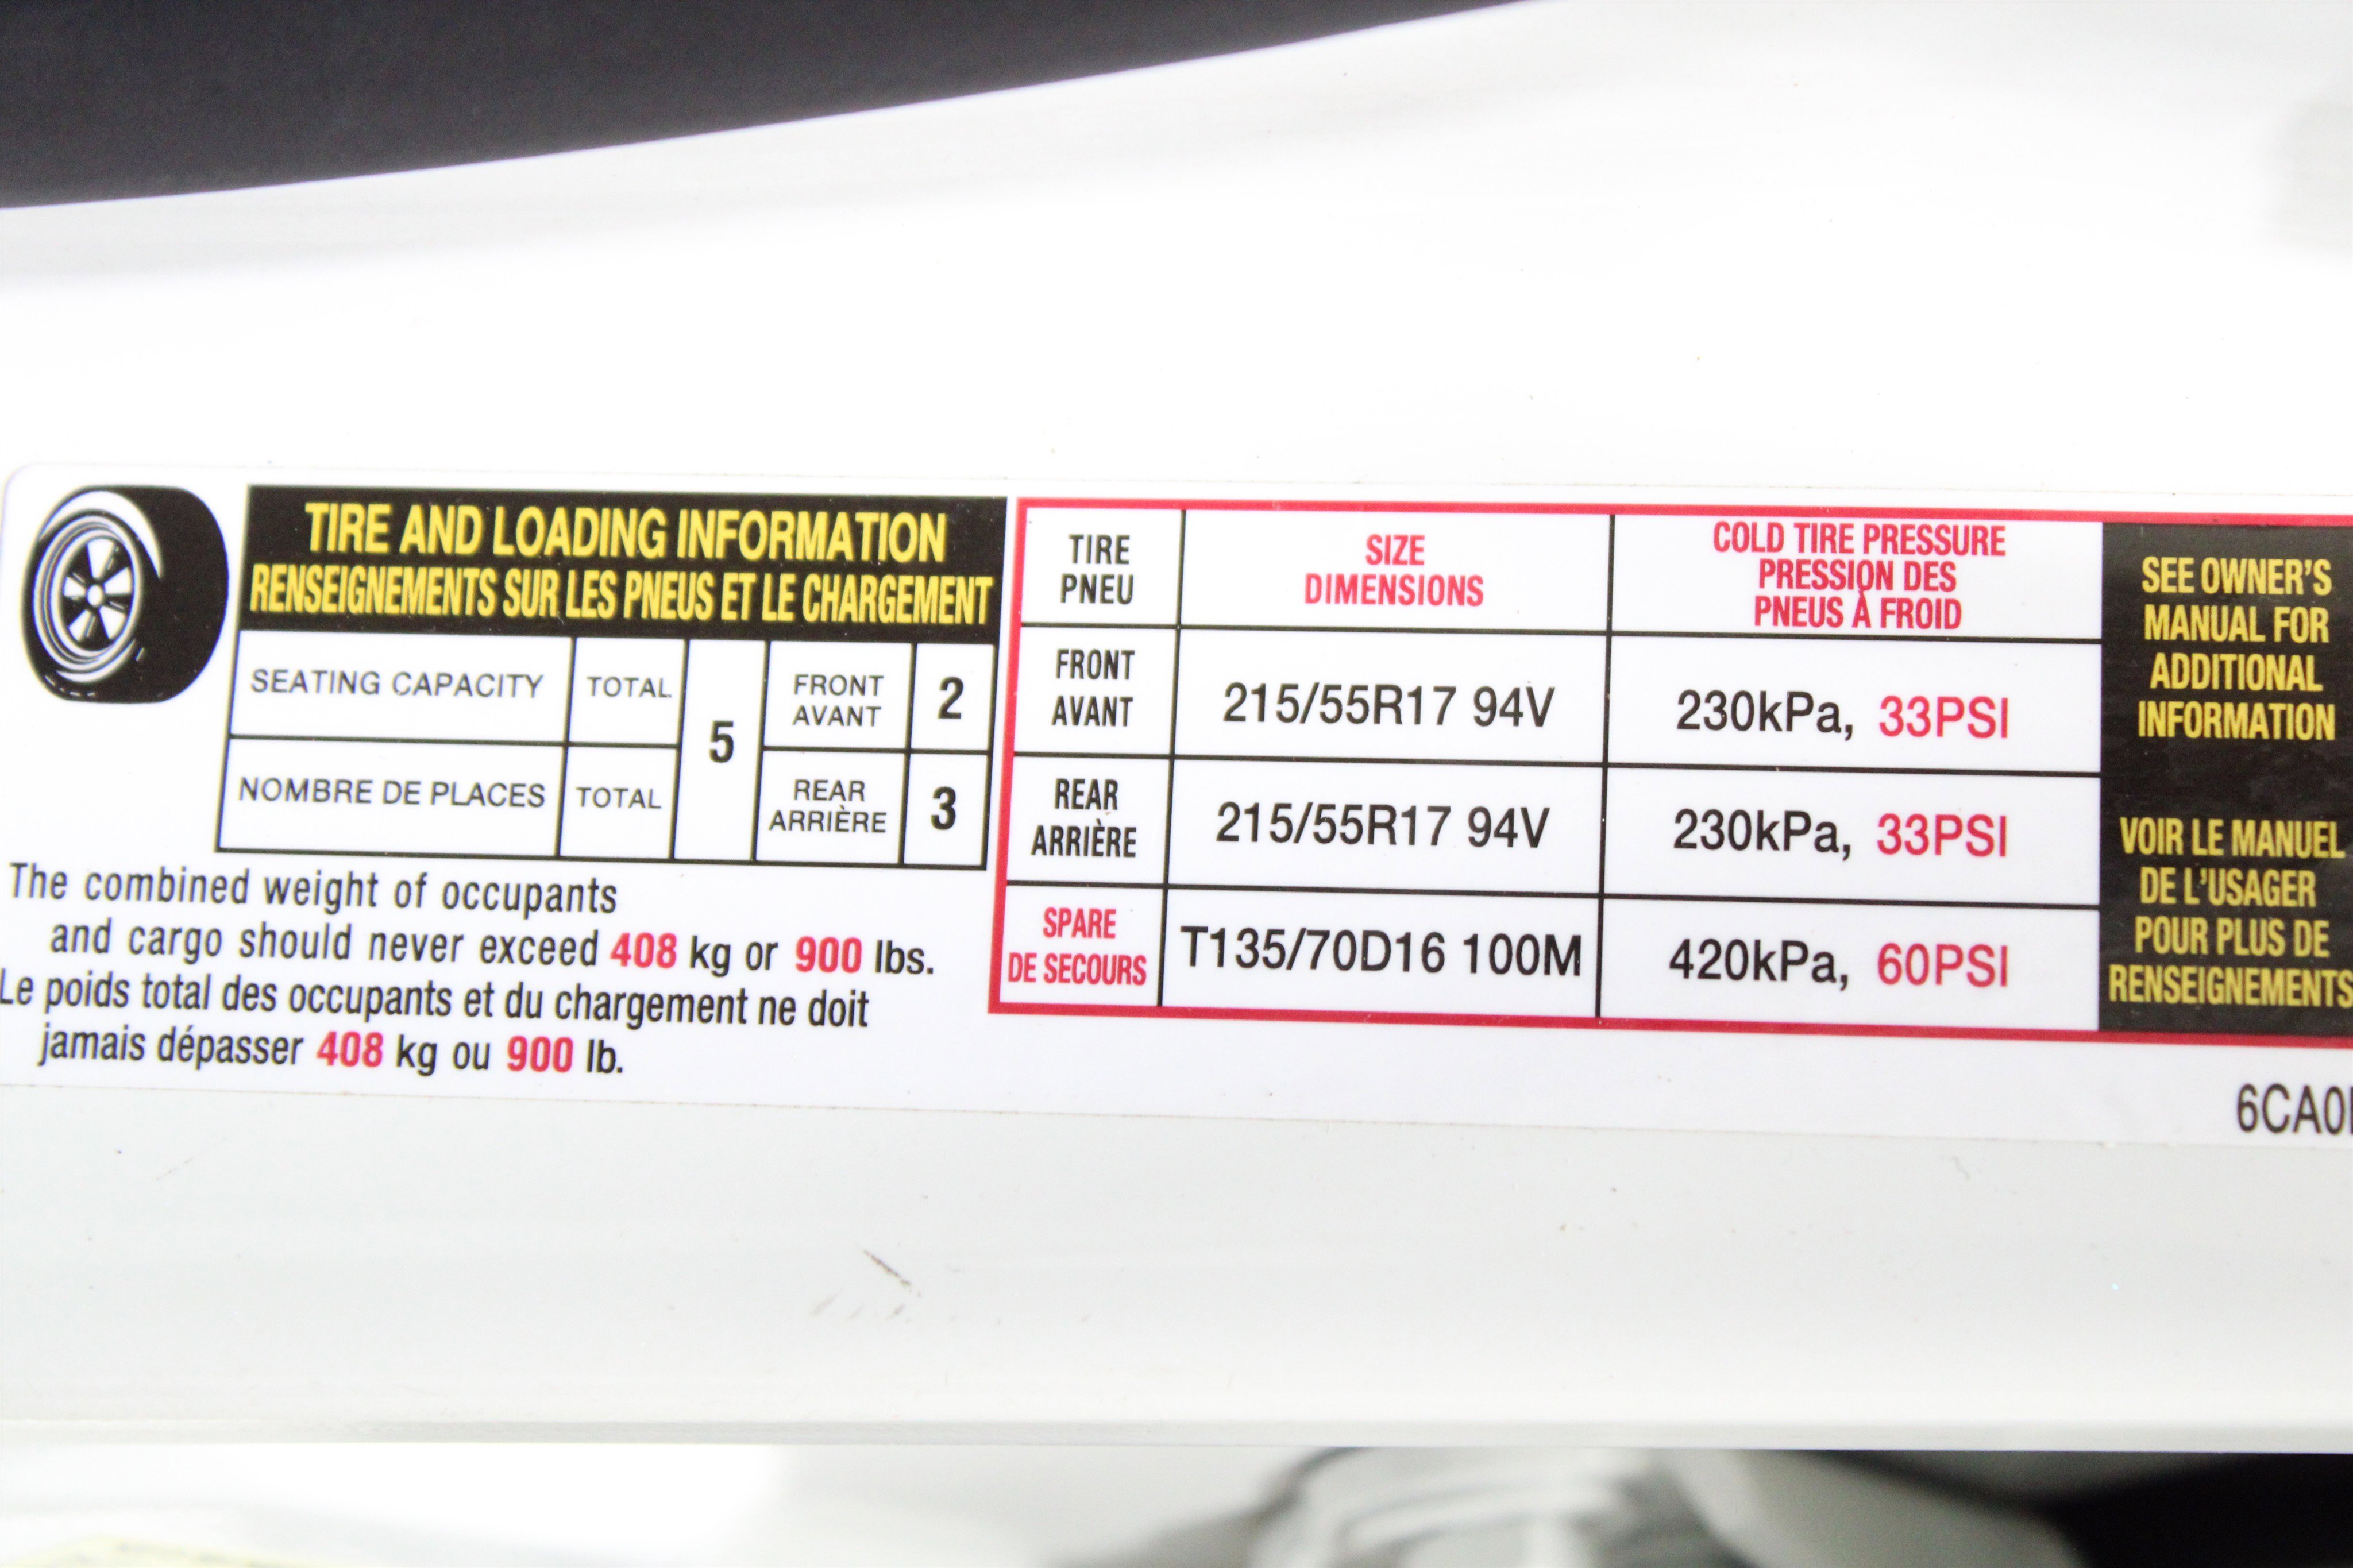 TIRE AND LOADING INFORMATION
RENSEIGNEMENTS SUR LES PNEUS ET LE CHARGEMENT
SEATING CAPACITY TOTAL 5 FRONT AVANT 2
NOMBRE DE PLACES TOTAL REAR ARRIÈRE 3
The combined weight of occupants
and cargo should never exceed 408 kg or 900 lbs.
Le poids total des occupants et du chargement ne doit
jamais dépasser 408 kg ou 900 lb.
TIRE PNEU SIZE DIMENSIONS COLD TIRE PRESSURE PRESSION DES PNEUS À FROID
FRONT AVANT 215/55R17 94V 230kPa, 33PSI
REAR ARRIÈRE 215/55R17 94V 230kPa, 33PSI
SPARE DE SECOURS T135/70D16 100M 420kPa, 60PSI
SEE OWNER'S
MANUAL FOR
ADDITIONAL
INFORMATION
VOIR LE MANUEL
DE L'USAGER
POUR PLUS DE
RENSEIGNEMENTS
6CA0